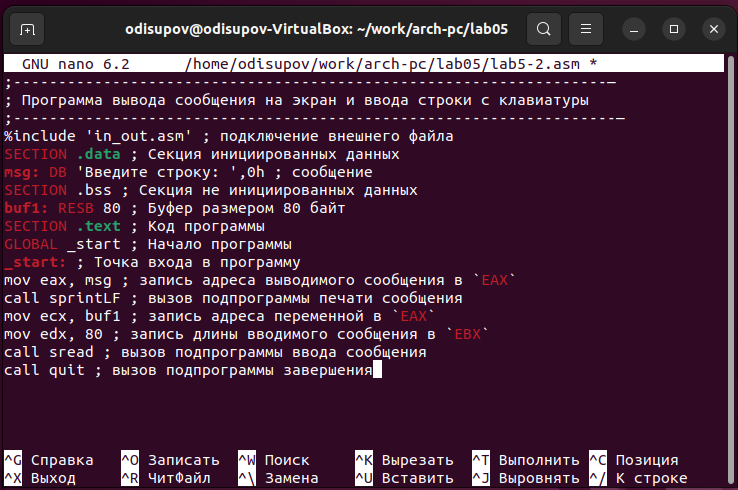 odisupov@odisupov-VirtualBox: ~/work/arch-pc/lab05
GNU nano 6.2 /home/odisupov/work/arch-pc/lab05/lab5-2.asm *
;------------------------------------------------------------------—
; Программа вывода сообщения на экран и ввода строки с клавиатуры
;-------------------------------------------------------------------—
%include 'in_out.asm' ; подключение внешнего файла
SECTION .data ; Секция инициированных данных
msg: DB 'Введите строку: ',0h ; сообщение
SECTION .bss ; Секция не инициированных данных
buf1: RESB 80 ; Буфер размером 80 байт
SECTION .text ; Код программы
GLOBAL _start ; Начало программы
_start: ; Точка входа в программу
mov eax, msg ; запись адреса выводимого сообщения в `EAX`
call sprintLF ; вызов подпрограммы печати сообщения
mov ecx, buf1 ; запись адреса переменной в `EAX`
mov edx, 80 ; запись длины вводимого сообщения в `EBX`
call sread ; вызов подпрограммы ввода сообщения
call quit ; вызов подпрограммы завершения
^G Справка ^O Записать ^W Поиск ^K Вырезать ^T Выполнить ^C Позиция
^X Выход ^R ЧитФайл ^\ Замена ^U Вставить ^J Выровнять ^/ К строке